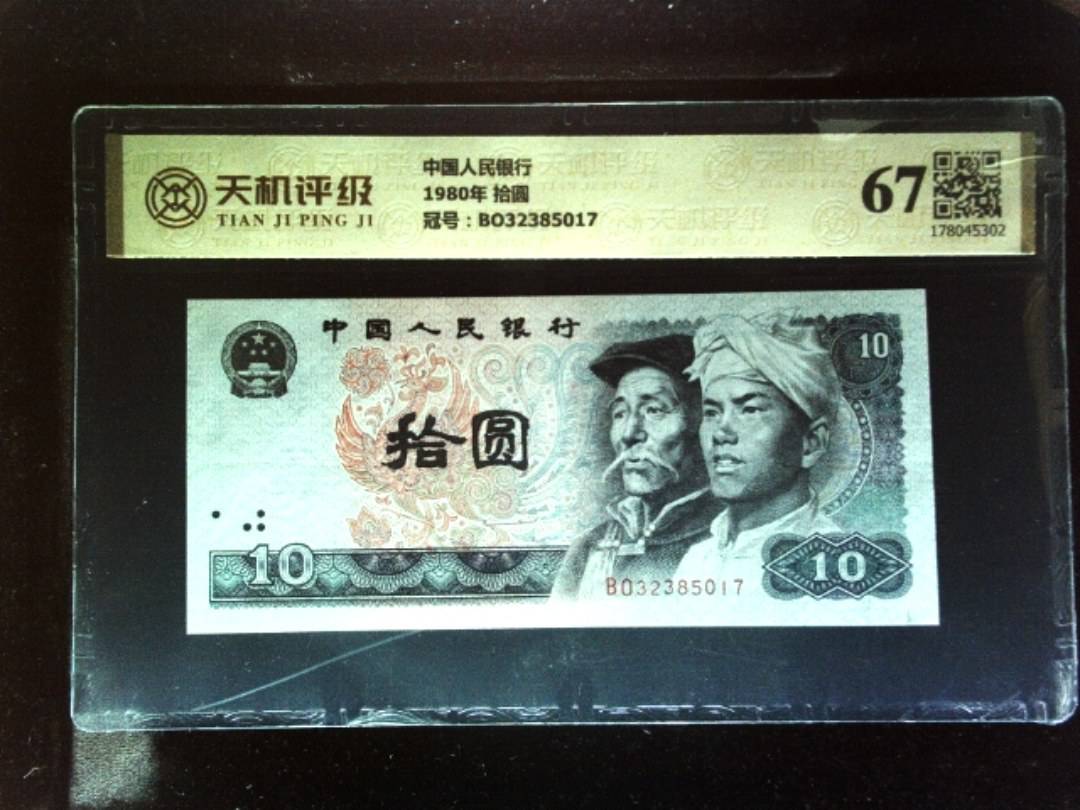 天机评级
TIAN JI PING JI
中国人民银行
1980年 拾圆
冠号：BO32385017
67
178045302
中国人民银行
10
拾圆
10
BO32385017
10